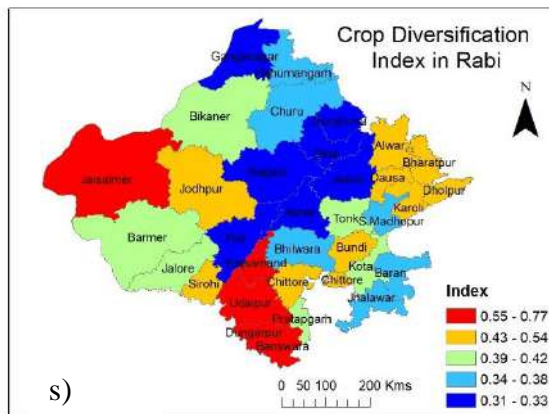 Crop Diversification
Index in Rabi
N
Ganganagar
Hanumangarh
Bikaner
Churu
Jaisalmer
Jodhpur
Alwar
Bharatpur
Dausa
Dholpur
Karoli
Tonk
S.Madhopur
Barmer
Jalore
Pali
Bhilwara
Bundi
Kota
Baran
Sirohi
Chittore
Chittore
Jhalawar
Udaipur
Pratapgarh
Dungarpur
Banswara
Index
0.55 - 0.77
0.43 - 0.54
0.39 - 0.42
0.34 - 0.38
0.31 - 0.33
0 50 100 200 Kms
s)